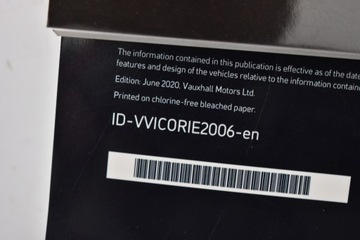 The information contained in this publication is effective as of the date
features and design of the vehicles relative to the information contained
Edition: June 2020, Vauxhall Motors Ltd.
Printed on chlorine-free bleached paper.
ID-VVICORIE2006-en